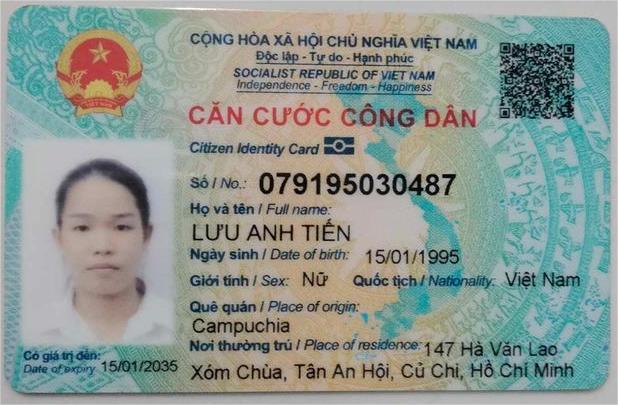 CỘNG HÒA XÃ HỘI CHỦ NGHĨA VIỆT NAM
Độc lập - Tự do - Hạnh phúc
SOCIALIST REPUBLIC OF VIET NAM
Independence - Freedom - Happiness
CĂN CƯỚC CÔNG DÂN
Citizen Identity Card
Số / No.: 079195030487
Họ và tên / Full name:
LƯU ANH TIẾN
Ngày sinh / Date of birth: 15/01/1995
Giới tính / Sex: Nữ Quốc tịch / Nationality: Việt Nam
Quê quán / Place of origin:
Campuchia
Nơi thường trú / Place of residence: 147 Hà Văn Lao
Xóm Chùa, Tân An Hội, Củ Chi, Hồ Chí Minh
Có giá trị đến:
Date of expiry 15/01/2035